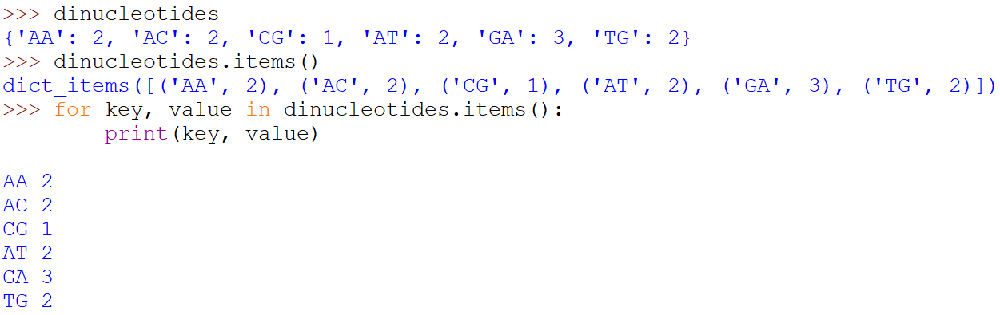 >>> dinucleotides
{'AA': 2, 'AC': 2, 'CG': 1, 'AT': 2, 'GA': 3, 'TG': 2}
>>> dinucleotides.items()
dict_items([('AA', 2), ('AC', 2), ('CG', 1), ('AT', 2), ('GA', 3), ('TG', 2)])
>>> for key, value in dinucleotides.items():
        print(key, value)

AA 2
AC 2
CG 1
AT 2
GA 3
TG 2